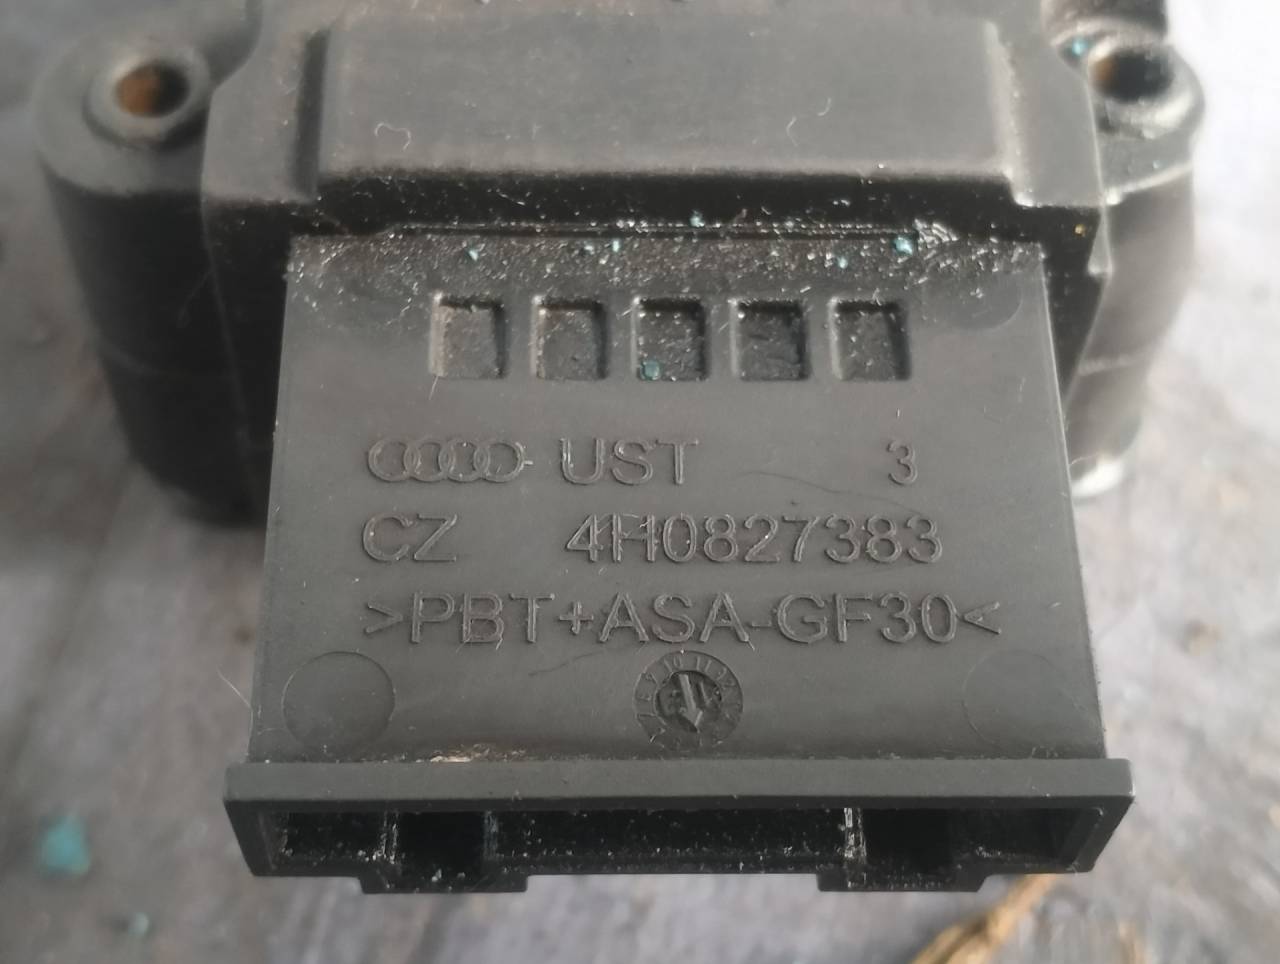 UST 3
CZ 4H0827383
>PBT+ASA-GF30<